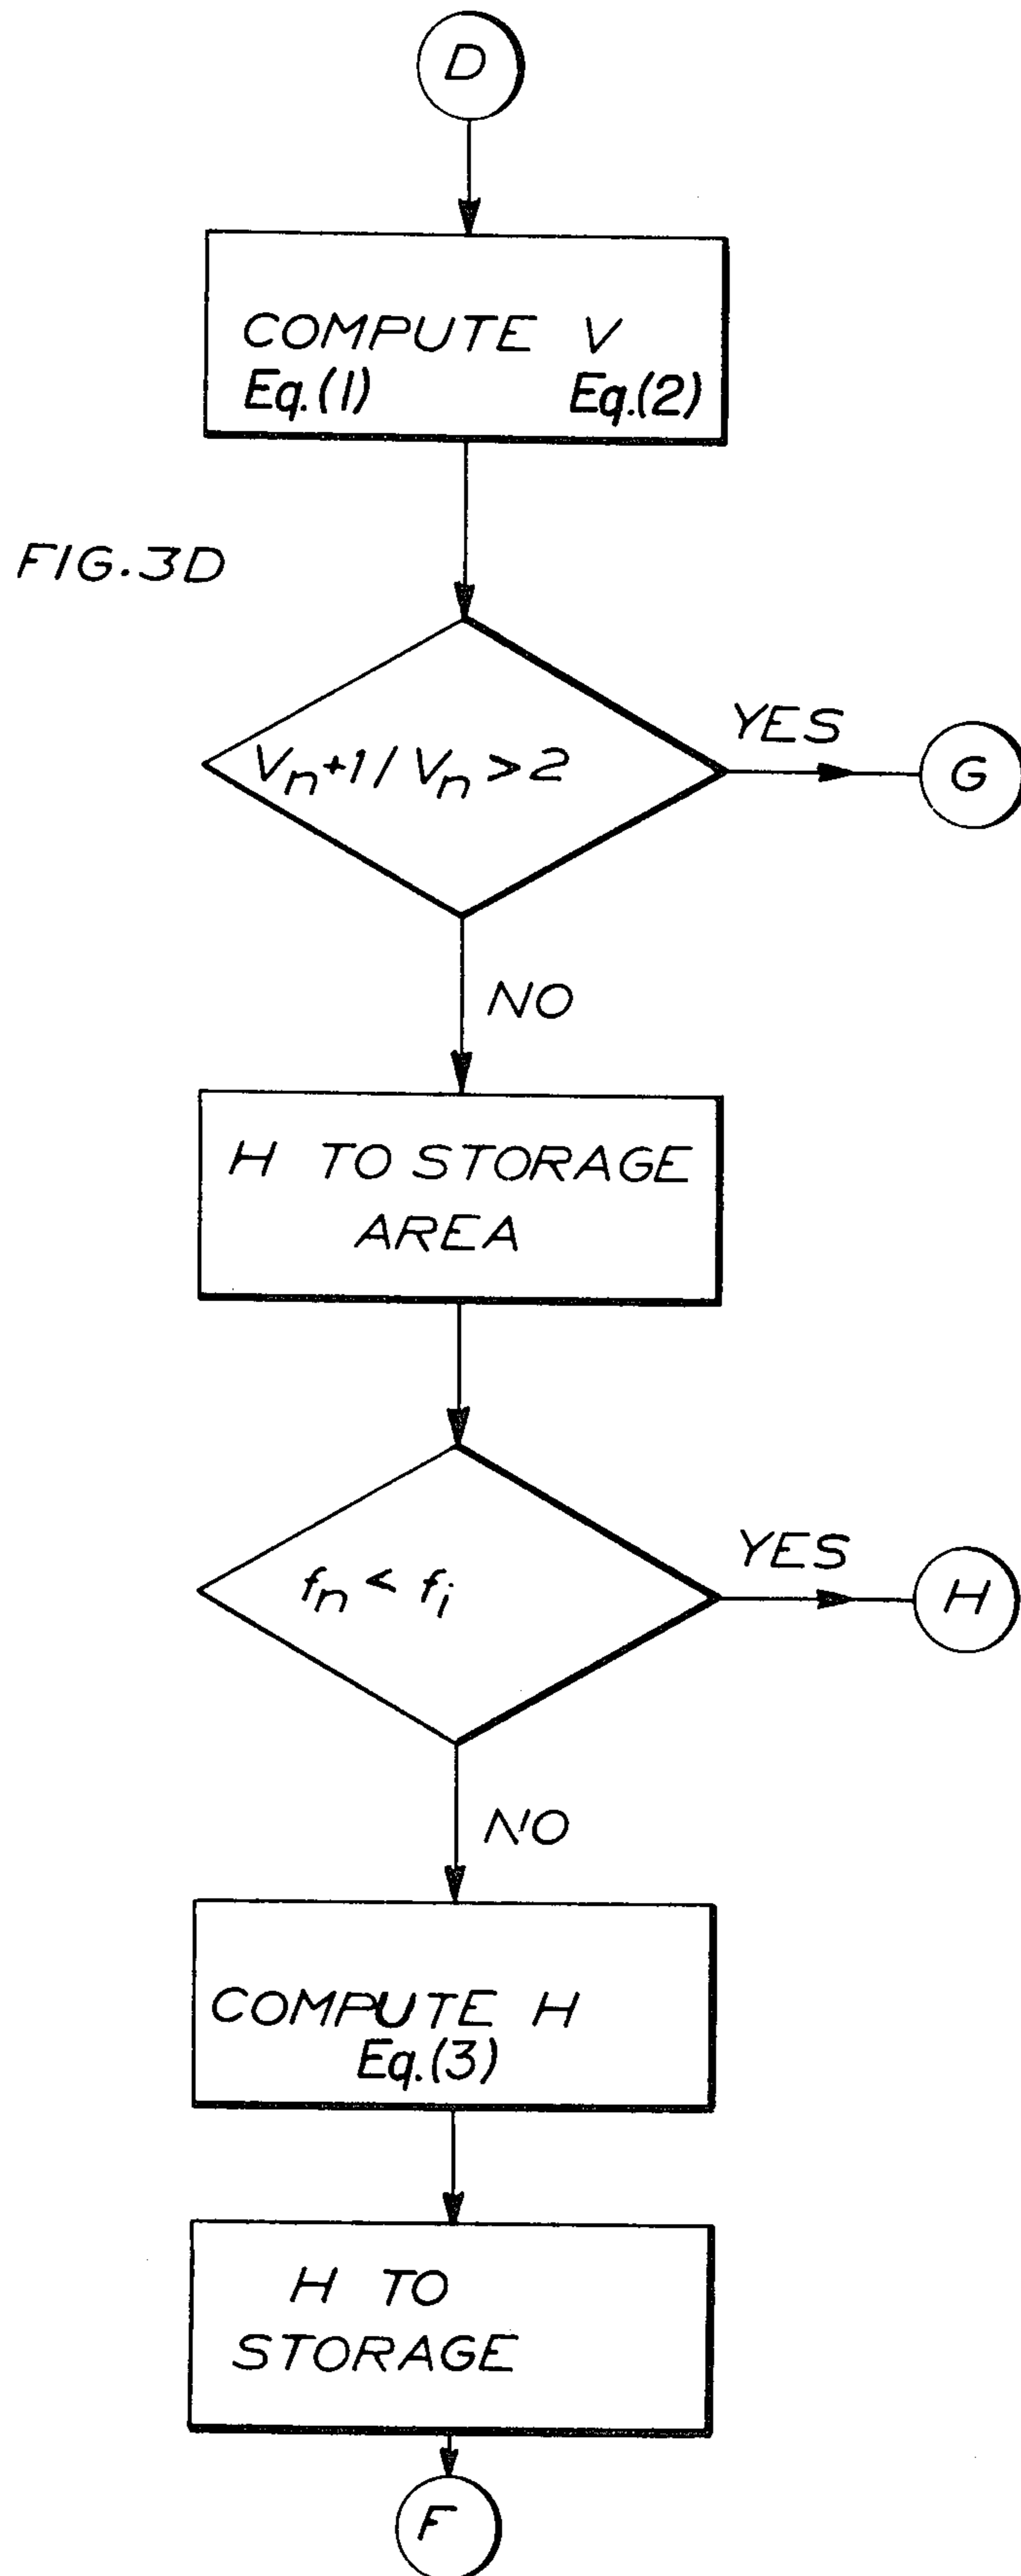 D
COMPUTE V
Eq.(1) Eq.(2)
FIG.3D
Vn+1/Vn>2
YES
G
NO
H TO STORAGE
AREA
fn < fi
YES
H
NO
COMPUTE H
Eq.(3)
H TO
STORAGE
F